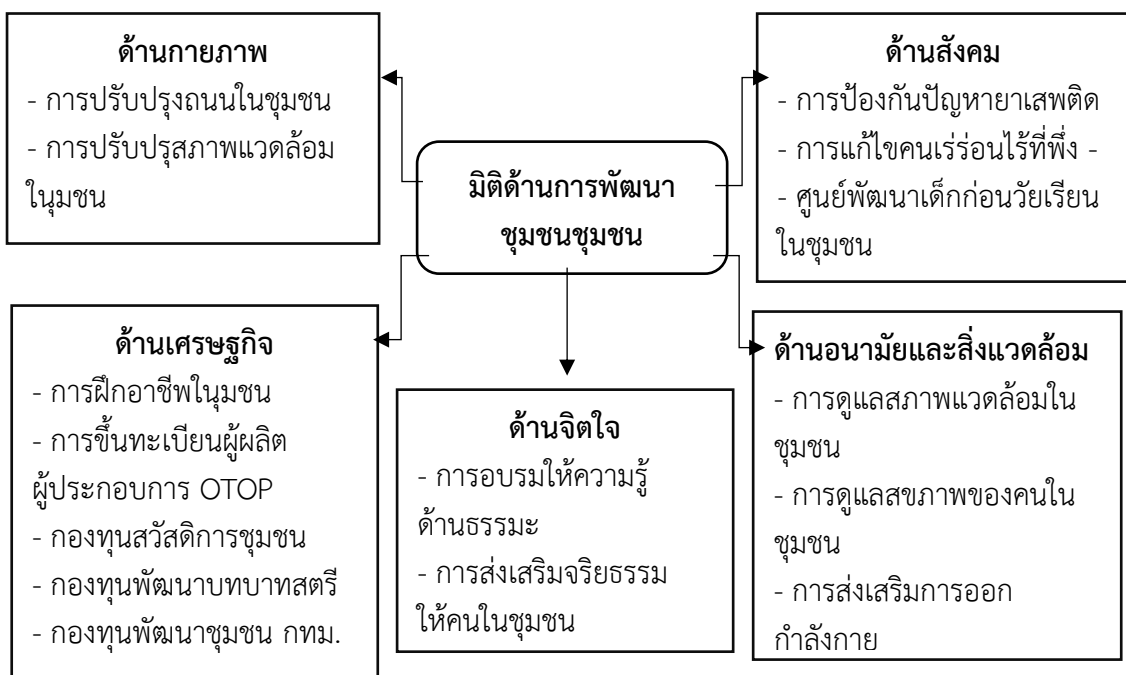 ด้านกายภาพ
- การปรับปรุงถนนในชุมชน
- การปรับปรุสภาพแวดล้อม
ในุมชน
ด้านสังคม
- การป้องกันปัญหายาเสพติด
- การแก้ไขคนเร่ร่อนไร้ที่พึ่ง -
- ศูนย์พัฒนาเด็กก่อนวัยเรียน
ในชุมชน
มิติด้านการพัฒนา
ชุมชนชุมชน
ด้านเศรษฐกิจ
- การฝึกอาชีพในุมชน
- การขึ้นทะเบียนผู้ผลิต
ผู้ประกอบการ OTOP
- กองทุนสวัสดิการชุมชน
- กองทุนพัฒนาบทบาทสตรี
- กองทุนพัฒนาชุมชน กทม.
ด้านจิตใจ
- การอบรมให้ความรู้
ด้านธรรมะ
- การส่งเสริมจริยธรรม
ให้คนในชุมชน
ด้านอนามัยและสิ่งแวดล้อม
- การดูแลสภาพแวดล้อมใน
ชุมชน
- การดูแลสขภาพของคนใน
ชุมชน
- การส่งเสริมการออก
กำลังกาย